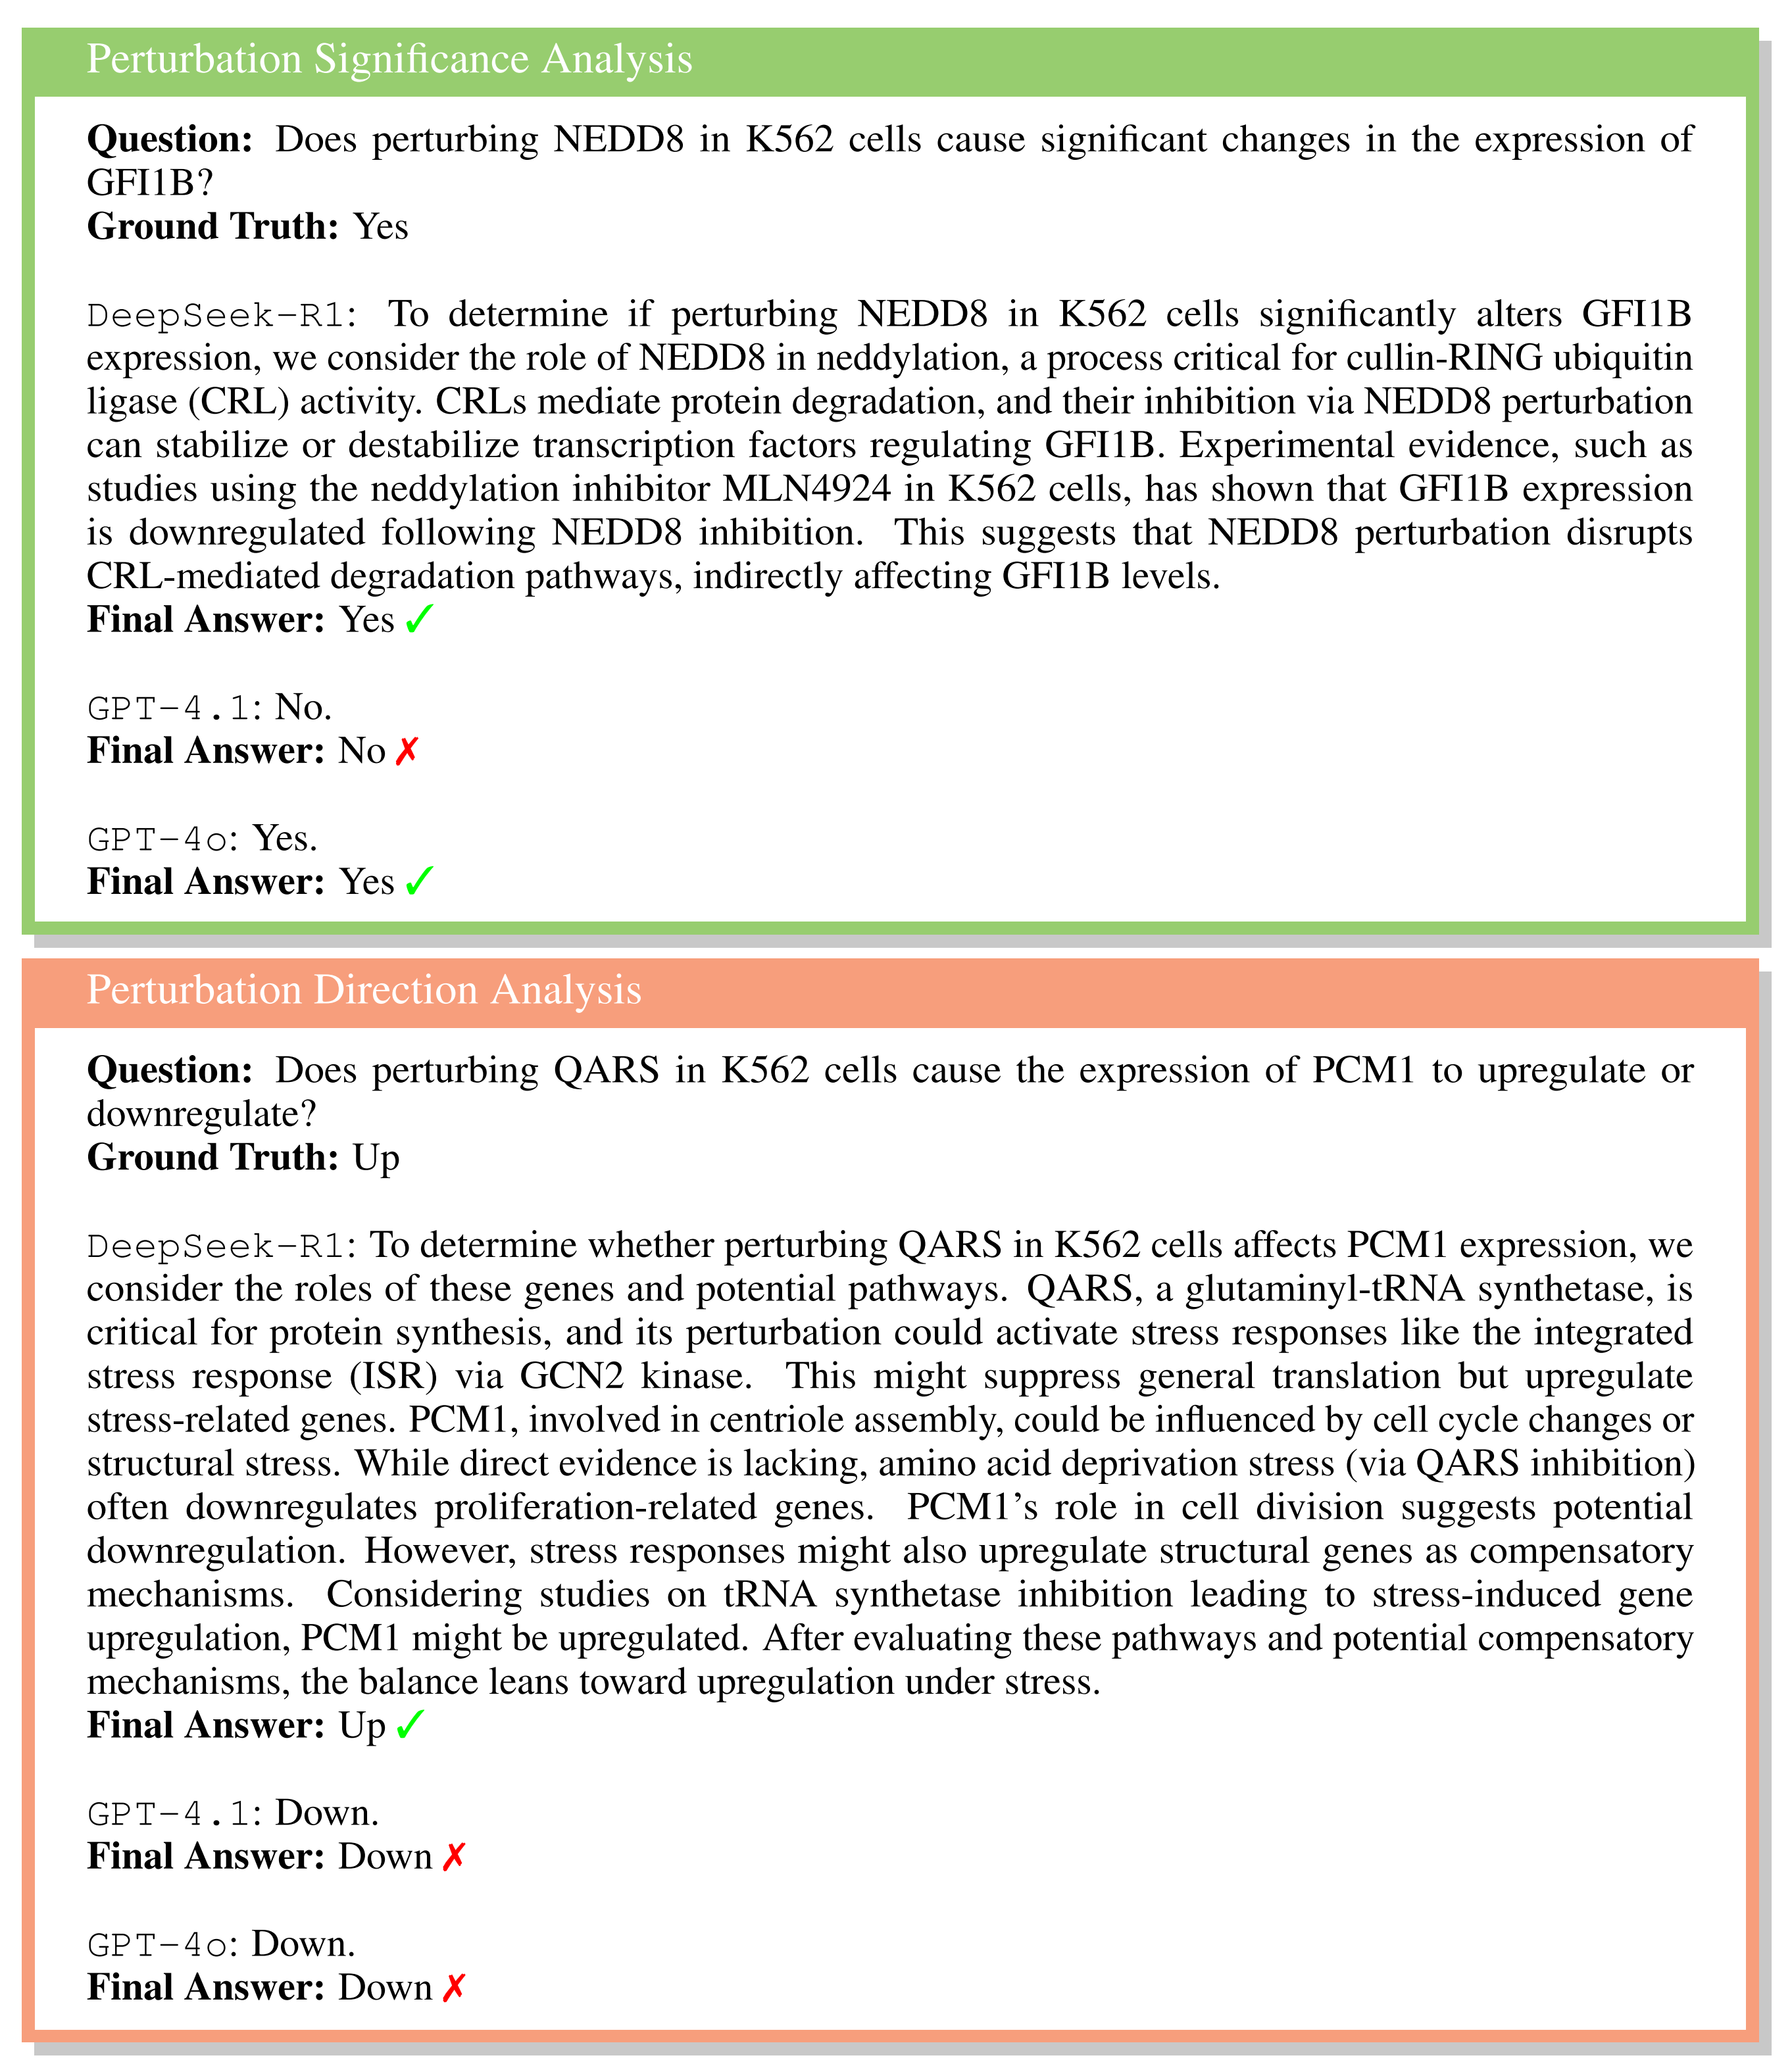 Perturbation Significance Analysis
Question: Does perturbing NEDD8 in K562 cells cause significant changes in the expression of
GFI1B?
Ground Truth: Yes
DeepSeek-R1: To determine if perturbing NEDD8 in K562 cells significantly alters GFI1B
expression, we consider the role of NEDD8 in neddylation, a process critical for cullin-RING ubiquitin
ligase (CRL) activity. CRLs mediate protein degradation, and their inhibition via NEDD8 perturbation
can stabilize or destabilize transcription factors regulating GFI1B. Experimental evidence, such as
studies using the neddylation inhibitor MLN4924 in K562 cells, has shown that GFI1B expression
is downregulated following NEDD8 inhibition. This suggests that NEDD8 perturbation disrupts
CRL-mediated degradation pathways, indirectly affecting GFI1B levels.
Final Answer: Yes ✓
GPT-4.1: No.
Final Answer: No ✗
GPT-4o: Yes.
Final Answer: Yes ✓
Perturbation Direction Analysis
Question: Does perturbing QARS in K562 cells cause the expression of PCM1 to upregulate or
downregulate?
Ground Truth: Up
DeepSeek-R1: To determine whether perturbing QARS in K562 cells affects PCM1 expression, we
consider the roles of these genes and potential pathways. QARS, a glutaminyl-tRNA synthetase, is
critical for protein synthesis, and its perturbation could activate stress responses like the integrated
stress response (ISR) via GCN2 kinase. This might suppress general translation but upregulate
stress-related genes. PCM1, involved in centriole assembly, could be influenced by cell cycle changes or
structural stress. While direct evidence is lacking, amino acid deprivation stress (via QARS inhibition)
often downregulates proliferation-related genes. PCM1's role in cell division suggests potential
downregulation. However, stress responses might also upregulate structural genes as compensatory
mechanisms. Considering studies on tRNA synthetase inhibition leading to stress-induced gene
upregulation, PCM1 might be upregulated. After evaluating these pathways and potential compensatory
mechanisms, the balance leans toward upregulation under stress.
Final Answer: Up ✓
GPT-4.1: Down.
Final Answer: Down ✗
GPT-4o: Down.
Final Answer: Down ✗